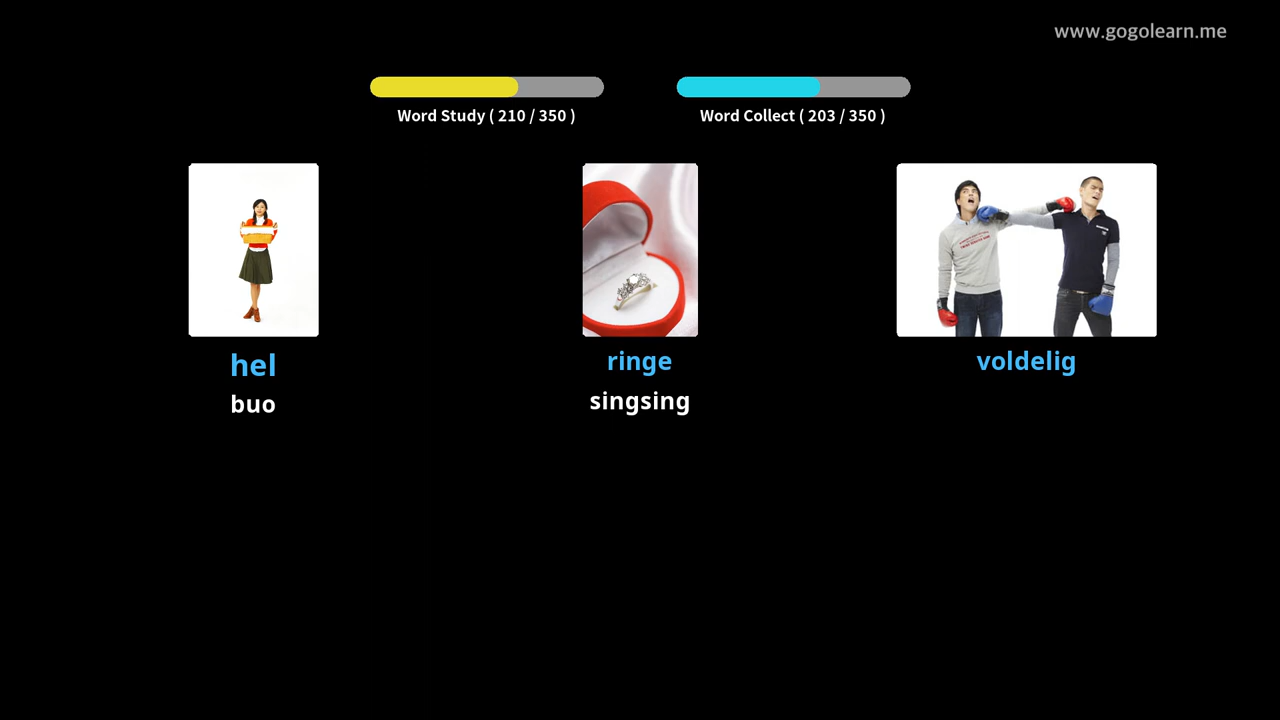 www.gogolearn.me
Word Study ( 210 / 350 )
Word Collect ( 203 / 350 )
hel
buo
ringe
singsing
voldelig